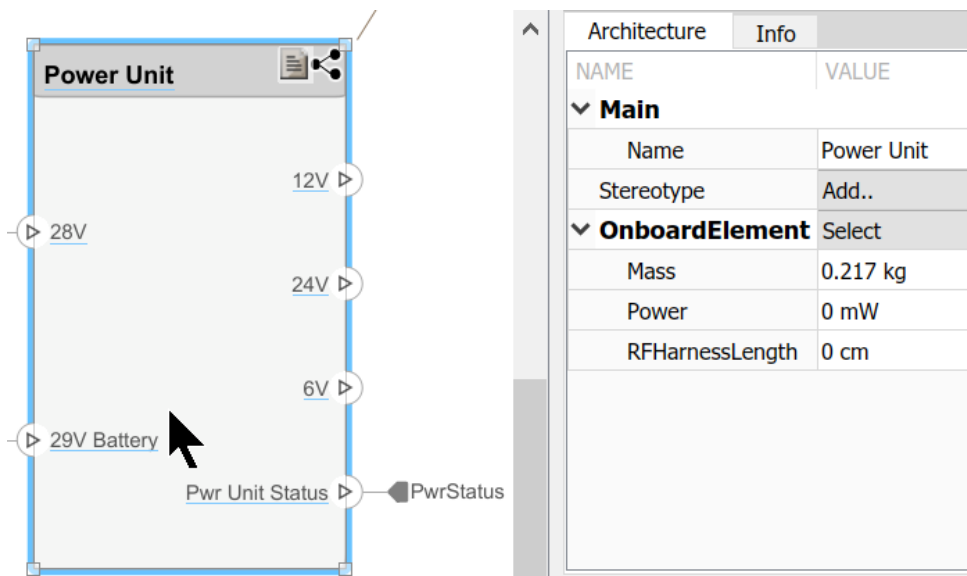 Power Unit
12V
28V
24V
6V
29V Battery
Pwr Unit Status
PwrStatus
Architecture Info
NAME VALUE
Main
Name Power Unit
Stereotype Add..
OnboardElement Select
Mass 0.217 kg
Power 0 mW
RFHarnessLength 0 cm